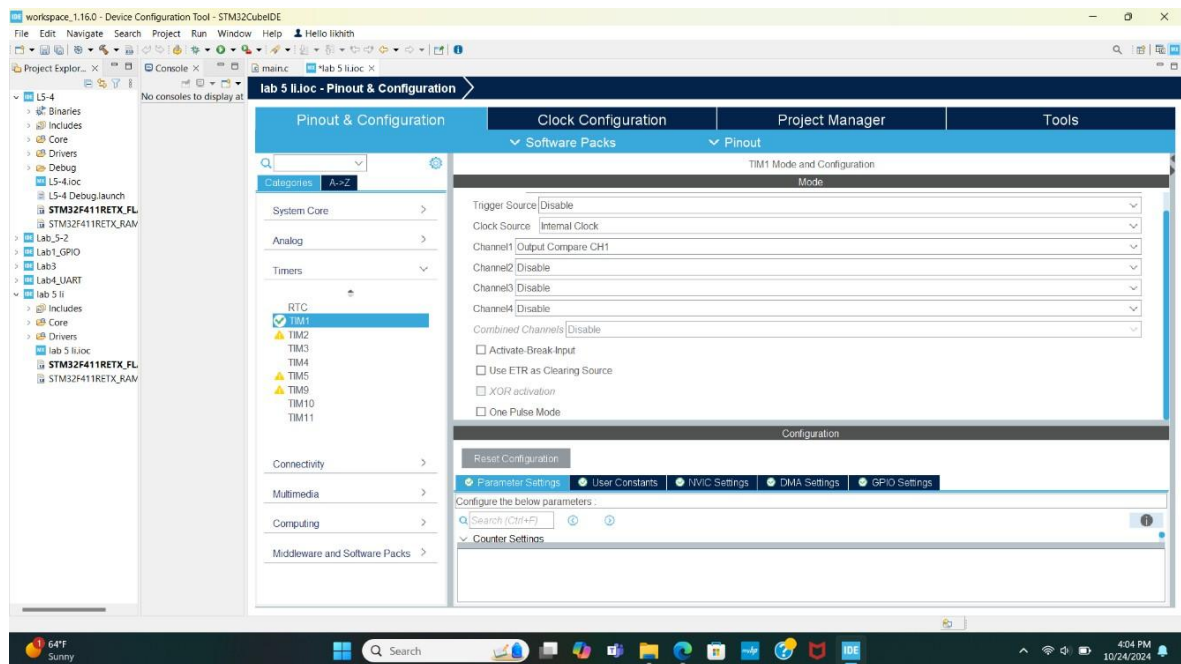 workspace_1.16.0 - Device Configuration Tool - STM32CubeIDE
File Edit Navigate Search Project Run Window Help Hello likhith
Project Explor...
Console
main.c
*lab 5 li.ioc
No consoles to display at
L5-4
Binaries
Includes
Core
Drivers
Debug
L5-4.ioc
L5-4 Debug.launch
STM32F411RETX_FL
STM32F411RETX_RAM
Lab_5-2
Lab1_GPIO
Lab3
Lab4_UART
lab 5 li
Includes
Core
Drivers
lab 5 li.ioc
STM32F411RETX_FL
STM32F411RETX_RAM
lab 5 li.ioc - Pinout & Configuration
Pinout & Configuration
Clock Configuration
Project Manager
Tools
Software Packs
Pinout
Categories
A->Z
System Core
Analog
Timers
RTC
TIM1
TIM2
TIM3
TIM4
TIM5
TIM9
TIM10
TIM11
Connectivity
Multimedia
Computing
Middleware and Software Packs
TIM1 Mode and Configuration
Mode
Trigger Source Disable
Clock Source Internal Clock
Channel1 Output Compare CH1
Channel2 Disable
Channel3 Disable
Channel4 Disable
Combined Channels Disable
Activate-Break-Input
Use ETR as Clearing Source
XOR activation
One Pulse Mode
Configuration
Reset Configuration
Parameter Settings
User Constants
NVIC Settings
DMA Settings
GPIO Settings
Configure the below parameters :
Search (Ctrl+F)
Counter Settings
1
64°F
Sunny
Search
IDE
4:04 PM
10/24/2024